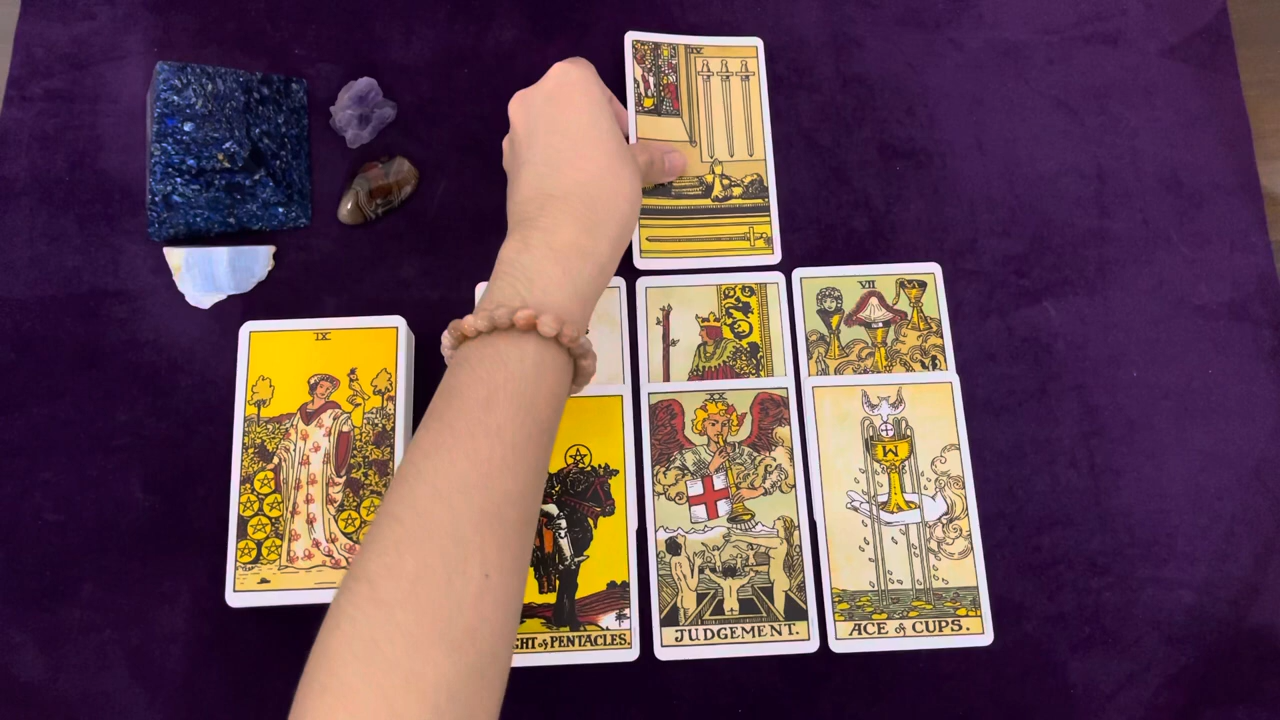 IV
VII
IX
XX
GHT of PENTACLES.
JUDGEMENT.
ACE of CUPS.